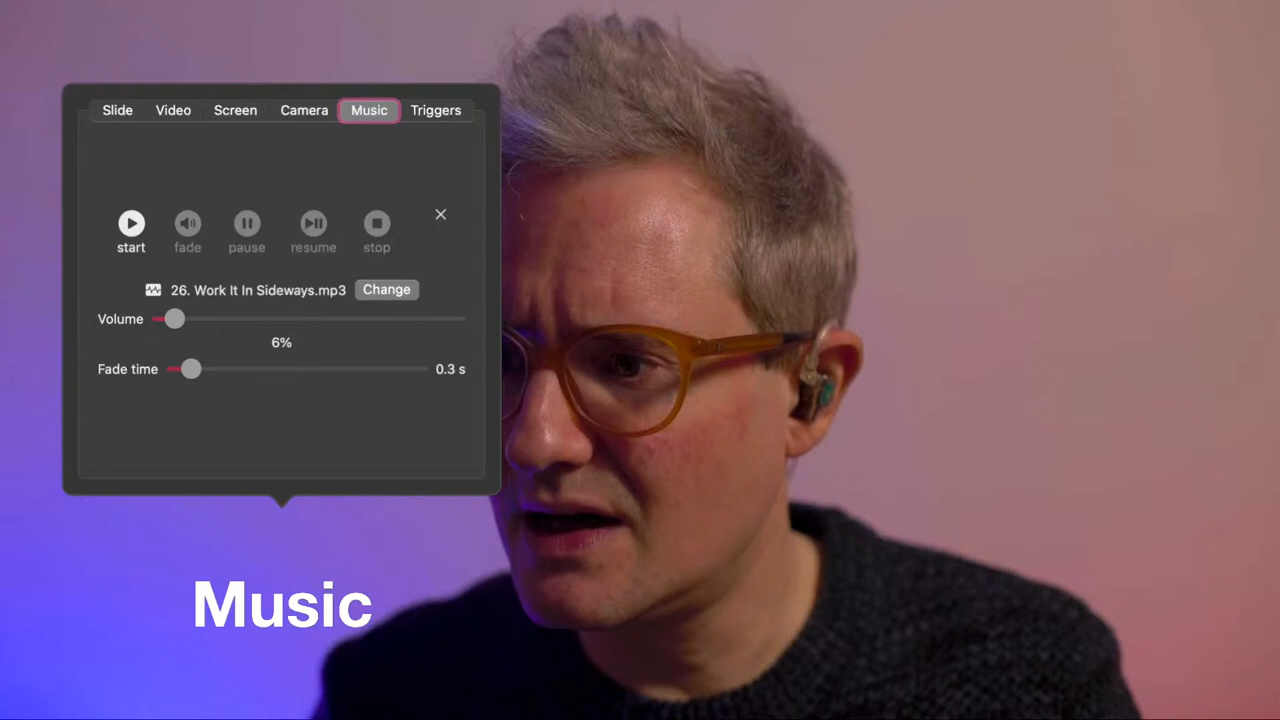 Slide Video Screen Camera Music Triggers
start fade pause resume stop
26. Work It In Sideways.mp3 Change
Volume
6%
Fade time 0.3 s
Music